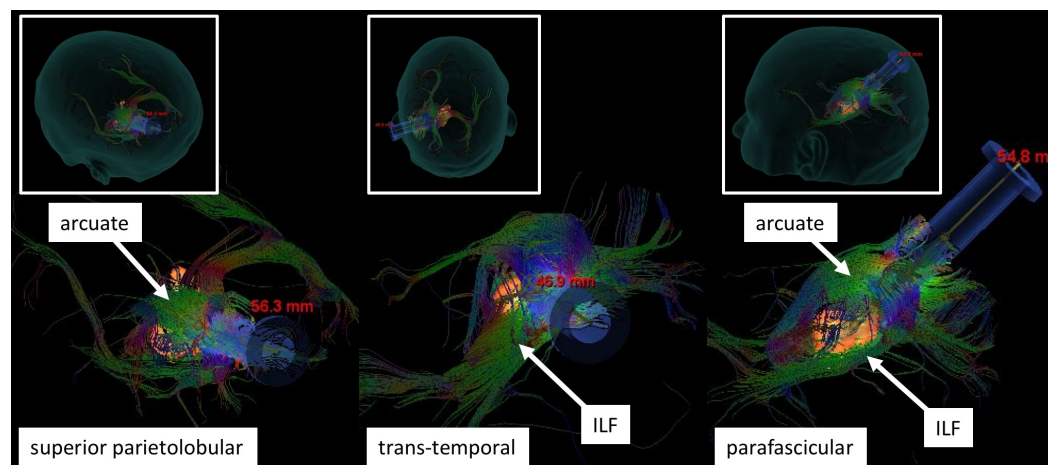 arcuate
56.3 mm
superior parietolobular
46.9 mm
ILF
trans-temporal
54.8 m
arcuate
ILF
parafascicular